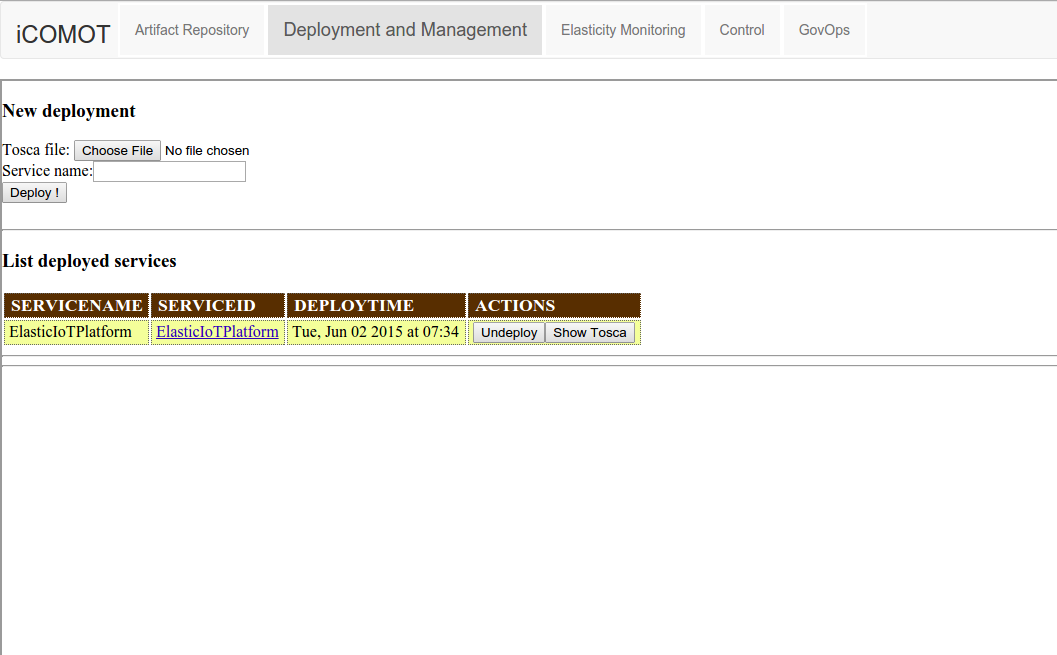 iCOMOT Artifact Repository Deployment and Management Elasticity Monitoring Control GovOps
New deployment
Tosca file: Choose File No file chosen
Service name:
Deploy !
List deployed services
SERVICENAME SERVICEID DEPLOYTIME ACTIONS
ElasticIoTPlatform ElasticIoTPlatform Tue, Jun 02 2015 at 07:34 Undeploy Show Tosca